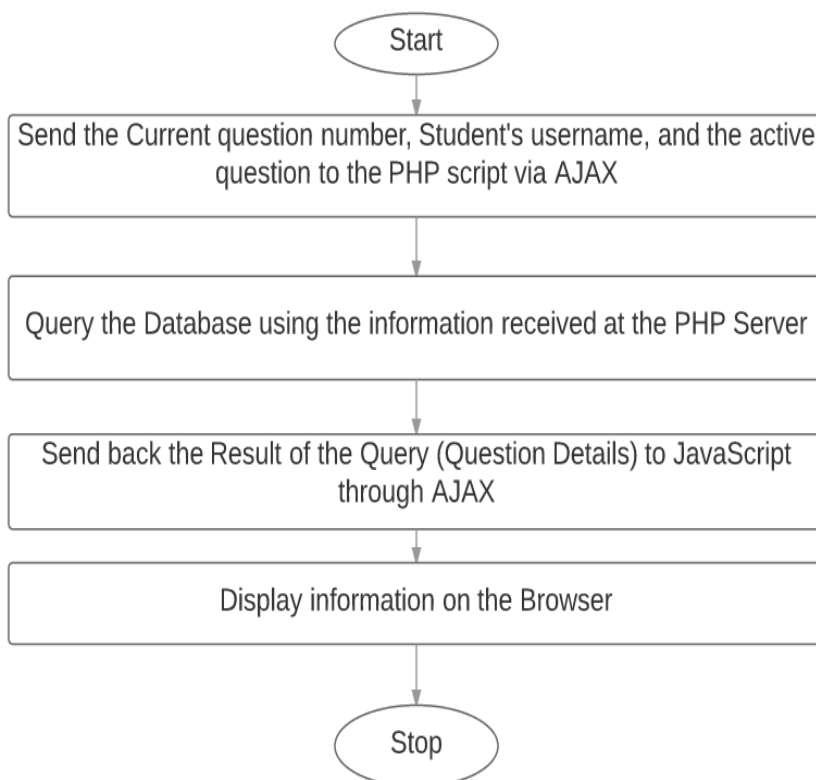 Start
Send the Current question number, Student's username, and the active
question to the PHP script via AJAX
Query the Database using the information received at the PHP Server
Send back the Result of the Query (Question Details) to JavaScript
through AJAX
Display information on the Browser
Stop